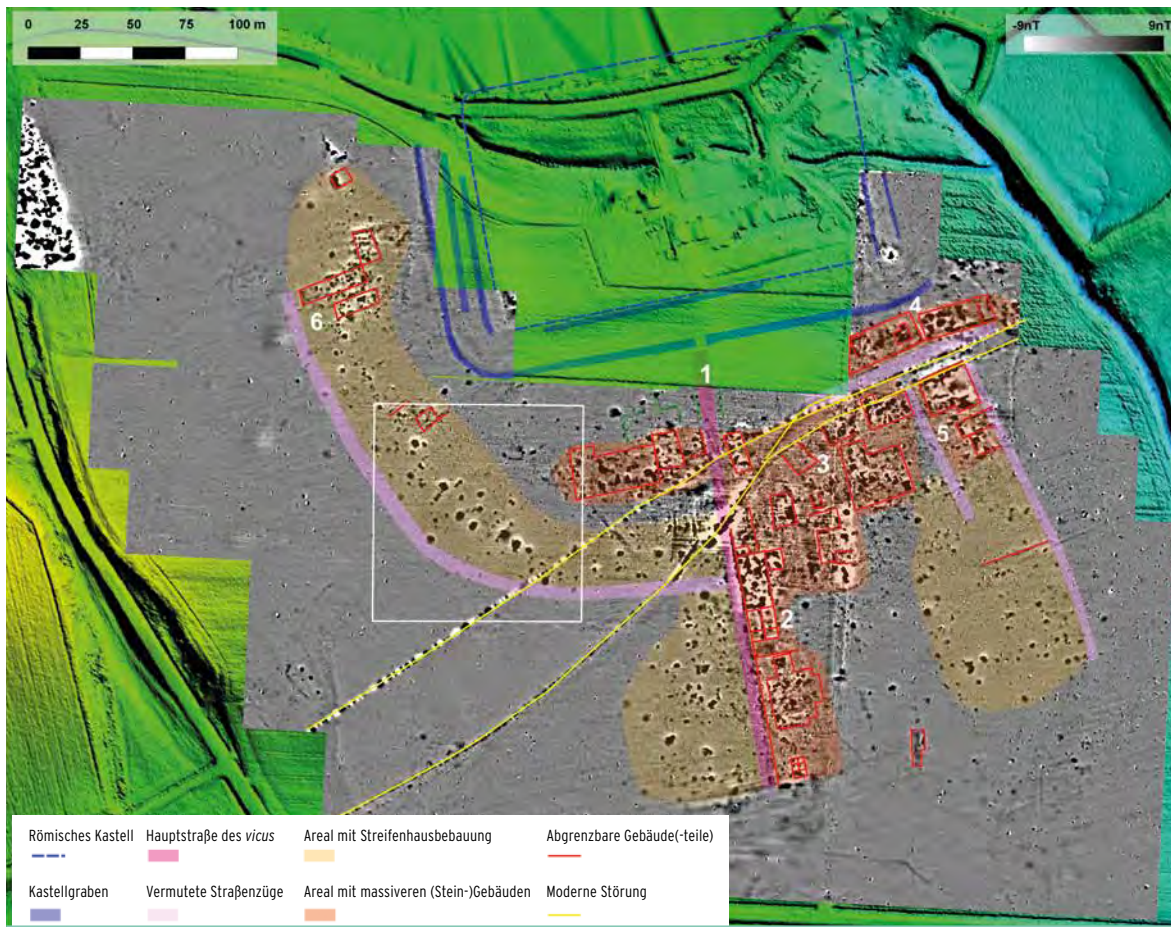 0 25 50 75 100 m
-9nT 9nT
1
2
3
4
5
6
Römisches Kastell Hauptstraße des vicus Areal mit Streifenhausbebauung Abgrenzbare Gebäude(-teile)
Kastellgraben Vermutete Straßenzüge Areal mit massiveren (Stein-)Gebäuden Moderne Störung